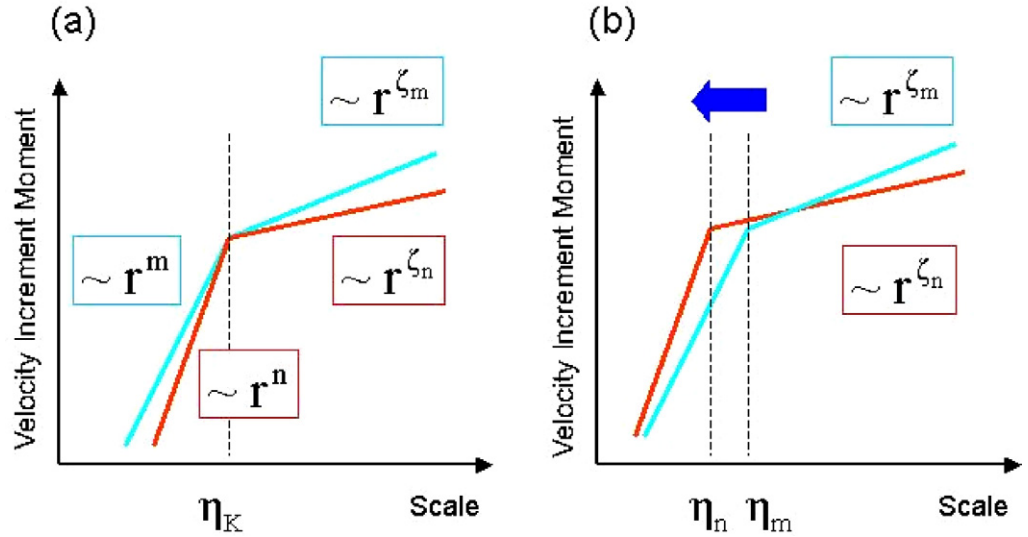 (a)
Velocity Increment Moment
~ r^ζm
~ r^m
~ r^ζn
~ r^n
η_K
Scale
(b)
Velocity Increment Moment
~ r^ζm
~ r^ζn
η_n
η_m
Scale